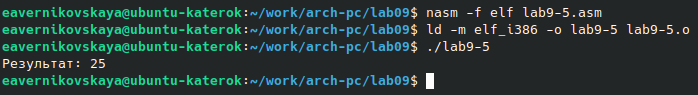 eavernikovskaya@ubuntu-katerok:~/work/arch-pc/lab09$ nasm -f elf lab9-5.asm
eavernikovskaya@ubuntu-katerok:~/work/arch-pc/lab09$ ld -m elf_i386 -o lab9-5 lab9-5.o
eavernikovskaya@ubuntu-katerok:~/work/arch-pc/lab09$ ./lab9-5
Результат: 25
eavernikovskaya@ubuntu-katerok:~/work/arch-pc/lab09$